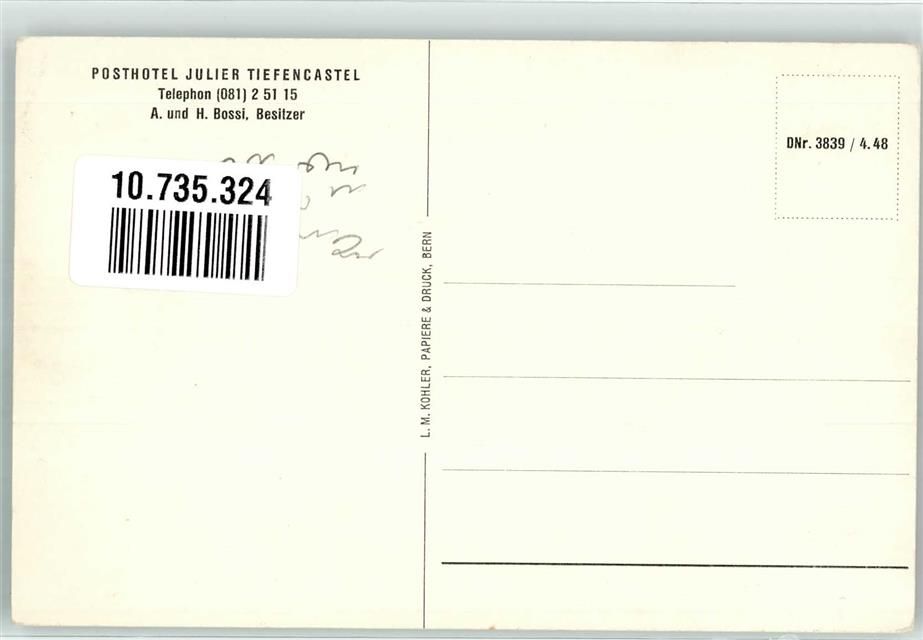 POSTHOTEL JULIER TIEFENCASTEL
Telephon (081) 2 51 15
A. und H. Bossi, Besitzer
10.735.324
L. M. KOHLER, PAPIERE & DRUCK, BERN
DNr. 3839 / 4.48